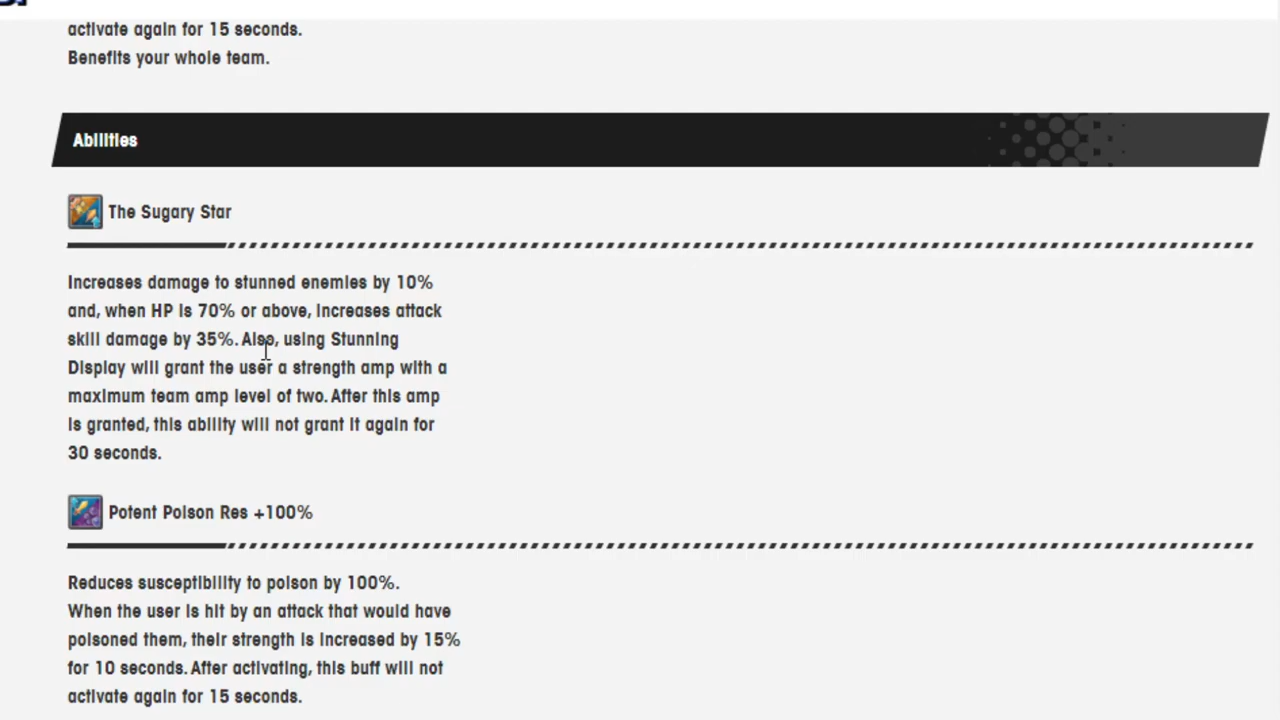 activate again for 15 seconds.
Benefits your whole team.
Abilities
The Sugary Star
Increases damage to stunned enemies by 10%
and, when HP is 70% or above, increases attack
skill damage by 35%. Also, using Stunning
Display will grant the user a strength amp with a
maximum team amp level of two. After this amp
is granted, this ability will not grant it again for
30 seconds.
Potent Poison Res +100%
Reduces susceptibility to poison by 100%.
When the user is hit by an attack that would have
poisoned them, their strength is increased by 15%
for 10 seconds. After activating, this buff will not
activate again for 15 seconds.